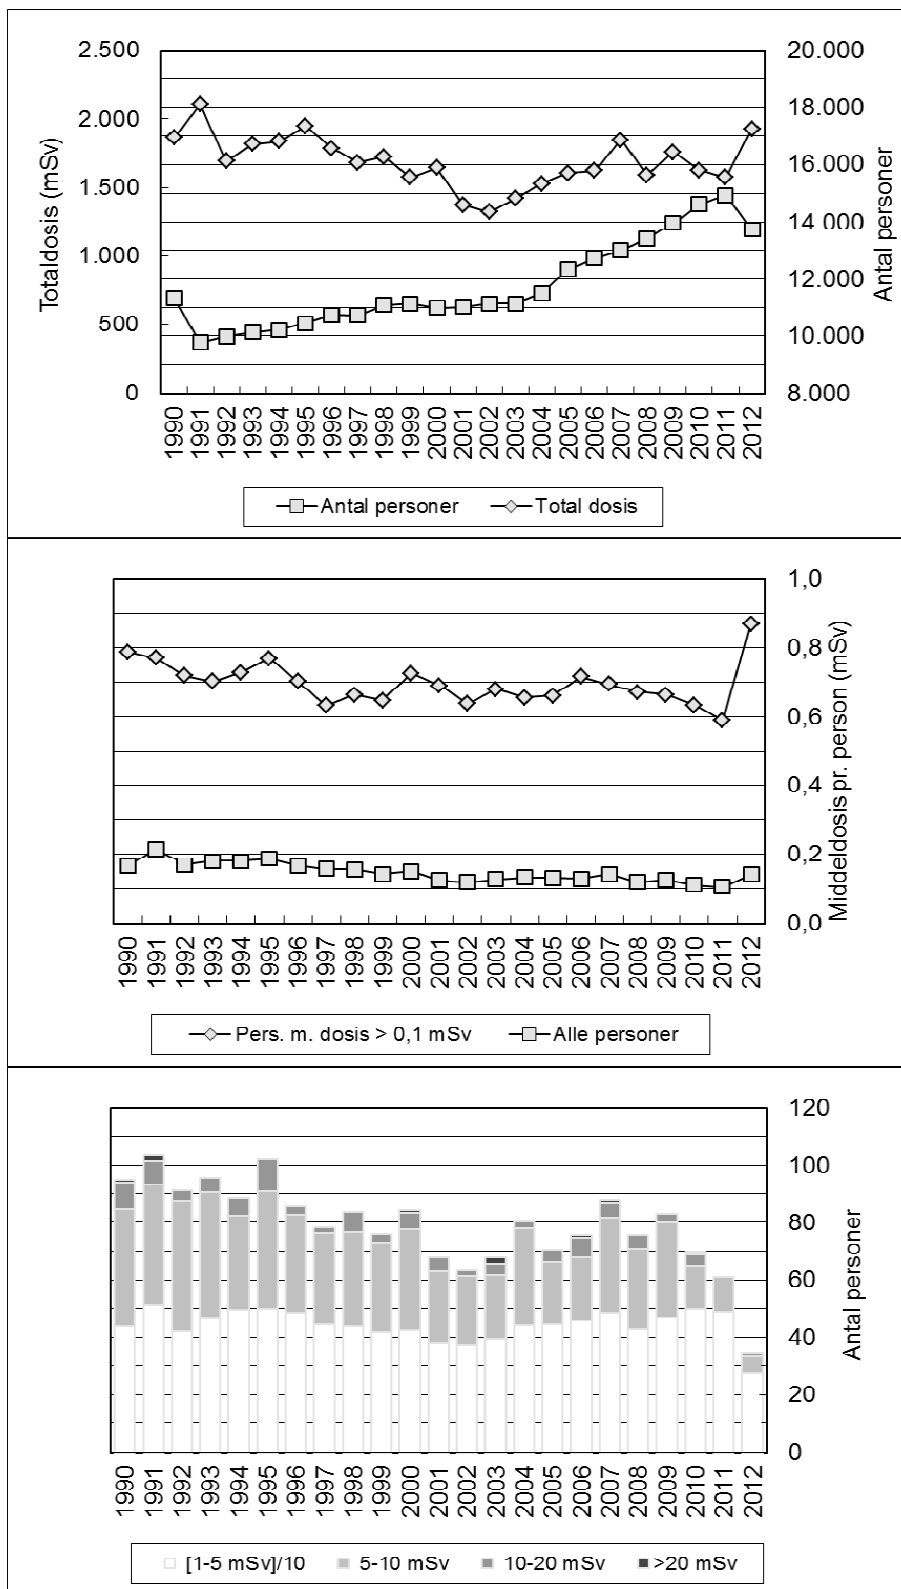 2.500
2.000
1.500
1.000
500
0
Totaldosis (mSv)
20.000
18.000
16.000
14.000
12.000
10.000
8.000
Antal personer
1990 1991 1992 1993 1994 1995 1996 1997 1998 1999 2000 2001 2002 2003 2004 2005 2006 2007 2008 2009 2010 2011 2012
Antal personer Total dosis
1,0
0,8
0,6
0,4
0,2
0,0
Middeldosis pr. person (mSv)
1990 1991 1992 1993 1994 1995 1996 1997 1998 1999 2000 2001 2002 2003 2004 2005 2006 2007 2008 2009 2010 2011 2012
Pers. m. dosis > 0,1 mSv Alle personer
120
100
80
60
40
20
0
Antal personer
1990 1991 1992 1993 1994 1995 1996 1997 1998 1999 2000 2001 2002 2003 2004 2005 2006 2007 2008 2009 2010 2011 2012
[1-5 mSv]/10 5-10 mSv 10-20 mSv >20 mSv